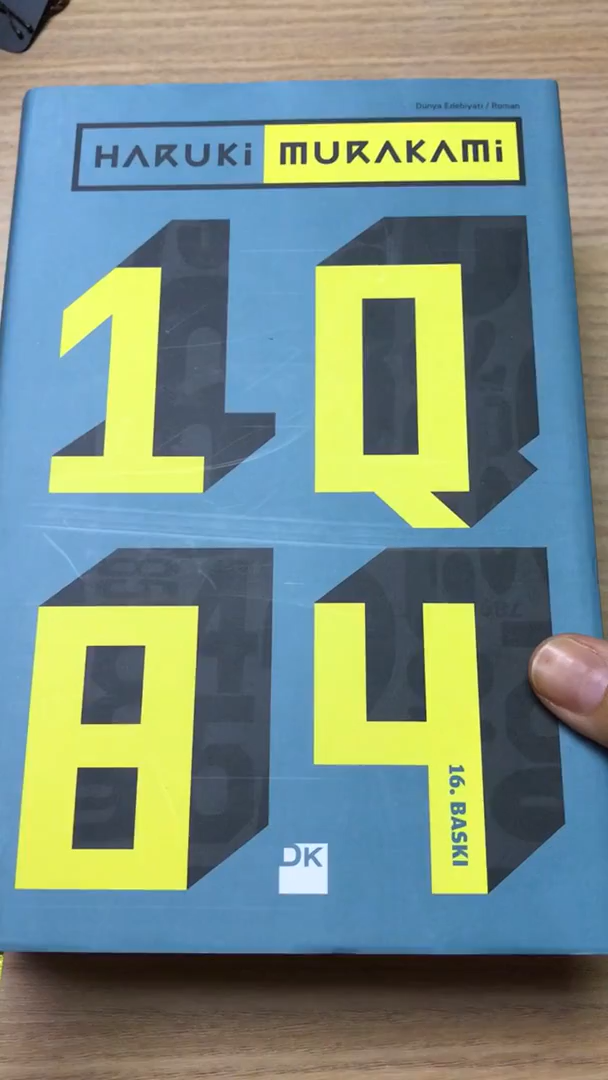 Dünya Edebiyatı / Roman
HARUKi MURAKAMi
1Q
84
16. BASKI
DK